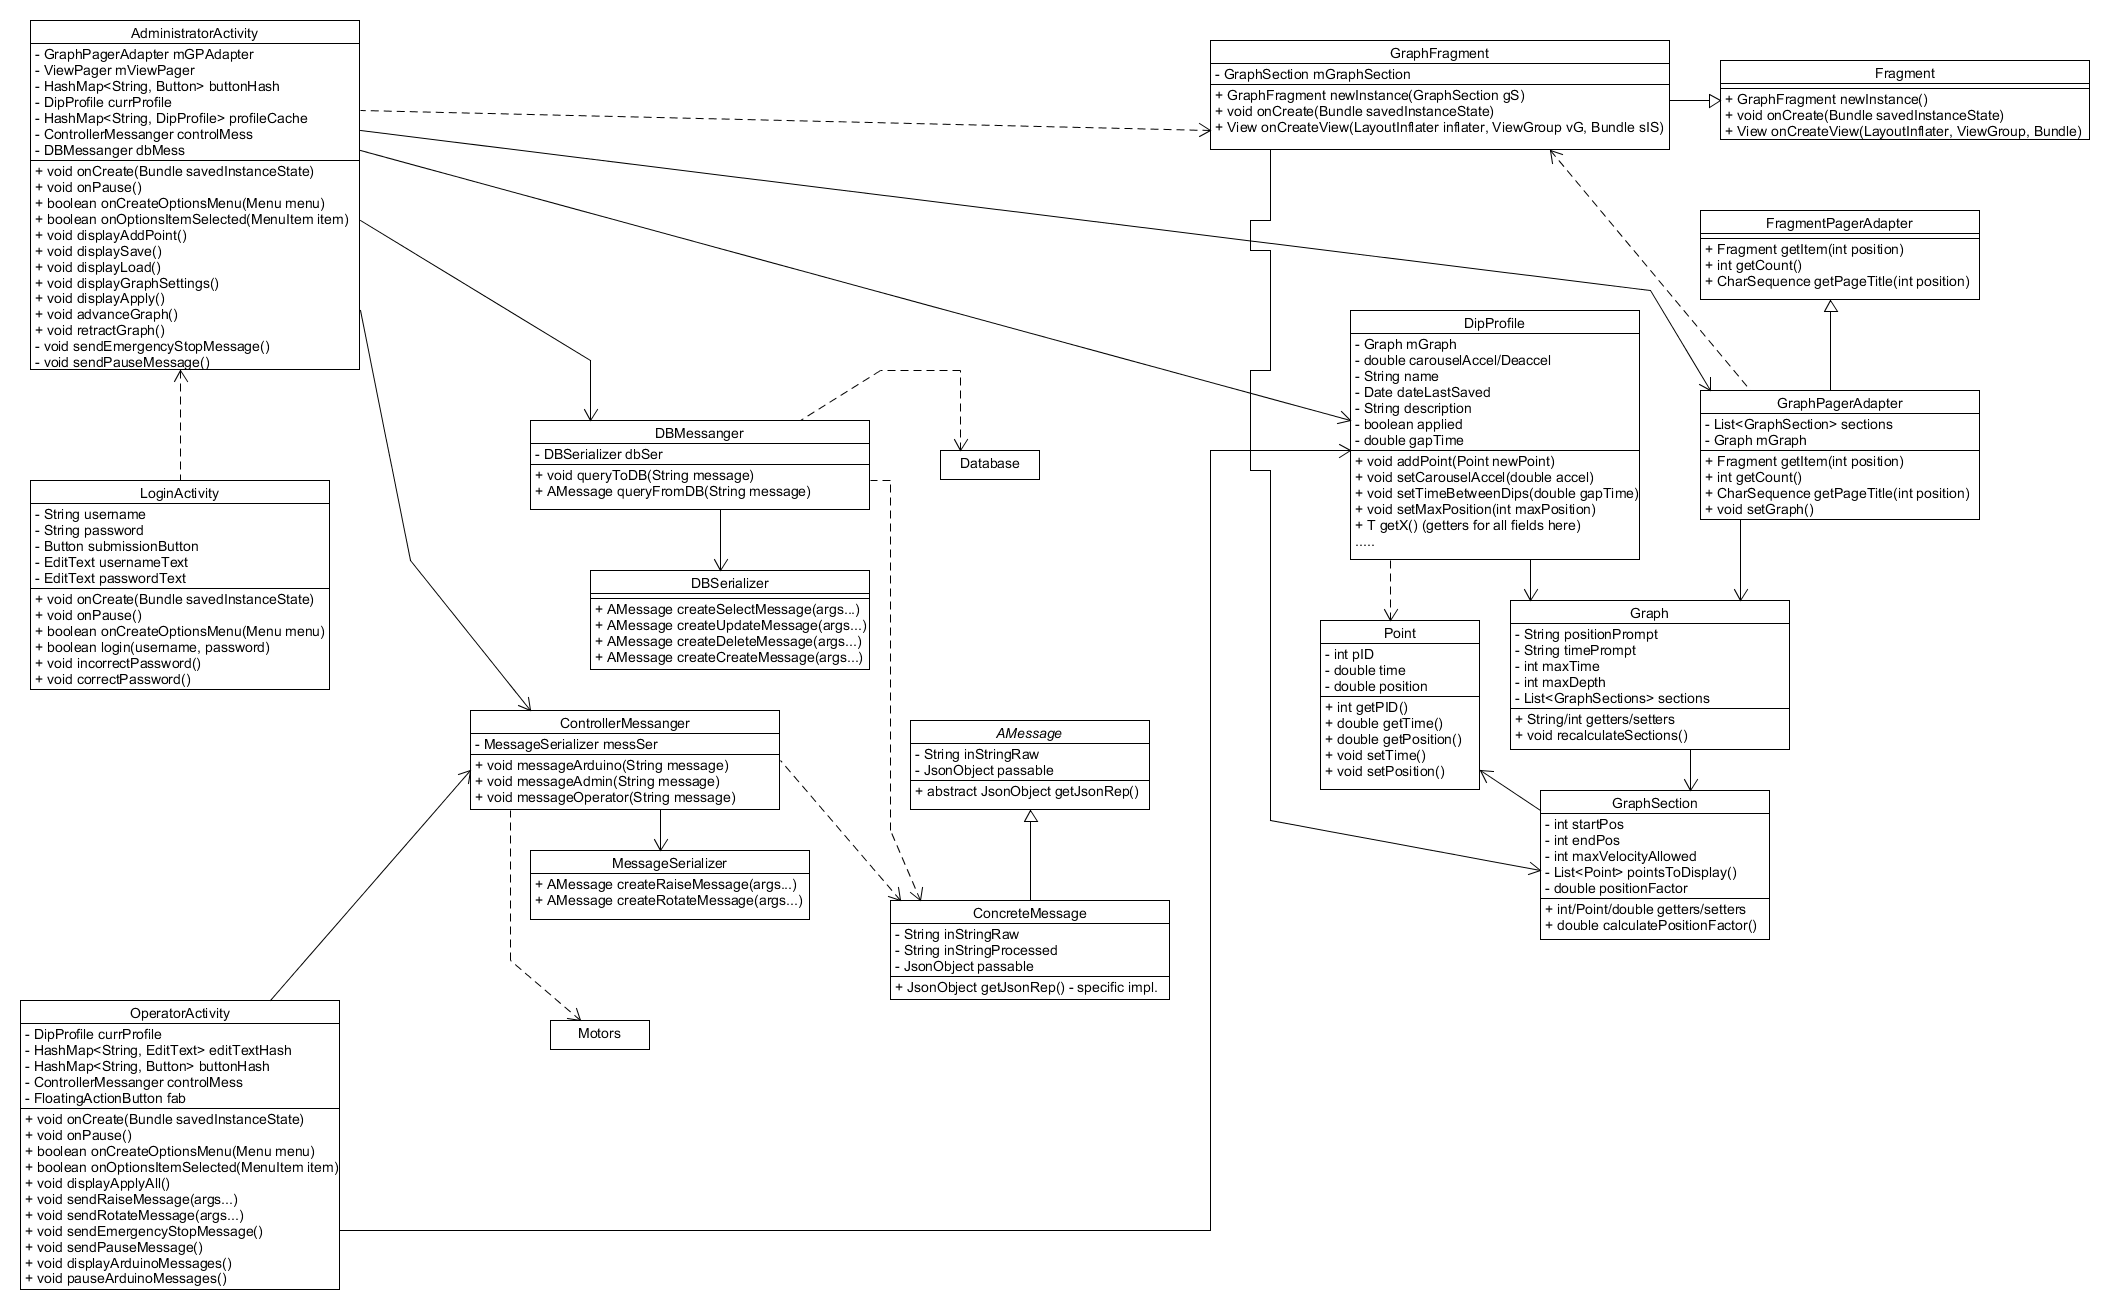 AdministratorActivity
- GraphPagerAdapter mGPAdapter
- ViewPager mViewPager
- HashMap<String, Button> buttonHash
- DipProfile currProfile
- HashMap<String, DipProfile> profileCache
- ControllerMessanger controlMess
- DBMessanger dbMess
+ void onCreate(Bundle savedInstanceState)
+ void onPause()
+ boolean onCreateOptionsMenu(Menu menu)
+ boolean onOptionsItemSelected(MenuItem item)
+ void displayAddPoint()
+ void displaySave()
+ void displayLoad()
+ void displayGraphSettings()
+ void displayApply()
+ void advanceGraph()
+ void retractGraph()
- void sendEmergencyStopMessage()
- void sendPauseMessage()
GraphFragment
- GraphSection mGraphSection
+ GraphFragment newInstance(GraphSection gS)
+ void onCreate(Bundle savedInstanceState)
+ View onCreateView(LayoutInflater inflater, ViewGroup vG, Bundle sIS)
Fragment
+ GraphFragment newInstance()
+ void onCreate(Bundle savedInstanceState)
+ View onCreateView(LayoutInflater, ViewGroup, Bundle)
FragmentPagerAdapter
+ Fragment getItem(int position)
+ int getCount()
+ CharSequence getPageTitle(int position)
DipProfile
- Graph mGraph
- double carouselAccel/Deaccel
- String name
- Date dateLastSaved
- String description
- boolean applied
- double gapTime
+ void addPoint(Point newPoint)
+ void setCarouselAccel(double accel)
+ void setTimeBetweenDips(double gapTime)
+ void setMaxPosition(int maxPosition)
+ T getX() (getters for all fields here)
.....
GraphPagerAdapter
- List<GraphSection> sections
- Graph mGraph
+ Fragment getItem(int position)
+ int getCount()
+ CharSequence getPageTitle(int position)
+ void setGraph()
DBMessanger
- DBSerializer dbSer
+ void queryToDB(String message)
+ AMessage queryFromDB(String message)
Database
LoginActivity
- String username
- String password
- Button submissionButton
- EditText usernameText
- EditText passwordText
+ void onCreate(Bundle savedInstanceState)
+ void onPause()
+ boolean onCreateOptionsMenu(Menu menu)
+ boolean login(username, password)
+ void incorrectPassword()
+ void correctPassword()
DBSerializer
+ AMessage createSelectMessage(args...)
+ AMessage createUpdateMessage(args...)
+ AMessage createDeleteMessage(args...)
+ AMessage createCreateMessage(args...)
Point
- int pID
- double time
- double position
+ int getPID()
+ double getTime()
+ double getPosition()
+ void setTime()
+ void setPosition()
Graph
- String positionPrompt
- String timePrompt
- int maxTime
- int maxDepth
- List<GraphSections> sections
+ String/int getters/setters
+ void recalculateSections()
ControllerMessanger
- MessageSerializer messSer
+ void messageArduino(String message)
+ void messageAdmin(String message)
+ void messageOperator(String message)
AMessage
- String inStringRaw
- JsonObject passable
+ abstract JsonObject getJsonRep()
GraphSection
- int startPos
- int endPos
- int maxVelocityAllowed
- List<Point> pointsToDisplay()
- double positionFactor
+ int/Point/double getters/setters
+ double calculatePositionFactor()
MessageSerializer
+ AMessage createRaiseMessage(args...)
+ AMessage createRotateMessage(args...)
ConcreteMessage
- String inStringRaw
- String inStringProcessed
- JsonObject passable
+ JsonObject getJsonRep() - specific impl.
Motors
OperatorActivity
- DipProfile currProfile
- HashMap<String, EditText> editTextHash
- HashMap<String, Button> buttonHash
- ControllerMessanger controlMess
- FloatingActionButton fab
+ void onCreate(Bundle savedInstanceState)
+ void onPause()
+ boolean onCreateOptionsMenu(Menu menu)
+ boolean onOptionsItemSelected(MenuItem item)
+ void displayApplyAll()
+ void sendRaiseMessage(args...)
+ void sendRotateMessage(args...)
+ void sendEmergencyStopMessage()
+ void sendPauseMessage()
+ void displayArduinoMessages()
+ void pauseArduinoMessages()